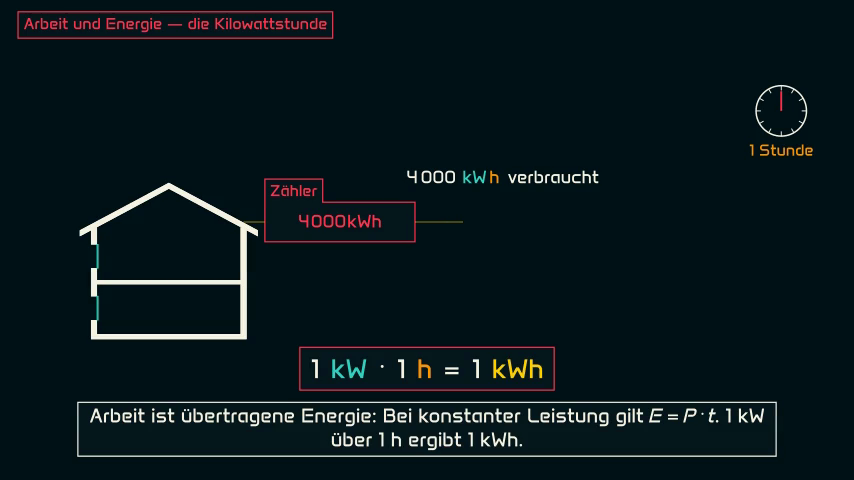 Arbeit und Energie — die Kilowattstunde
1 Stunde
4000 kWh verbraucht
Zähler
4000kWh
1 kW · 1 h = 1 kWh
Arbeit ist übertragene Energie: Bei konstanter Leistung gilt E = P · t. 1 kW
über 1 h ergibt 1 kWh.